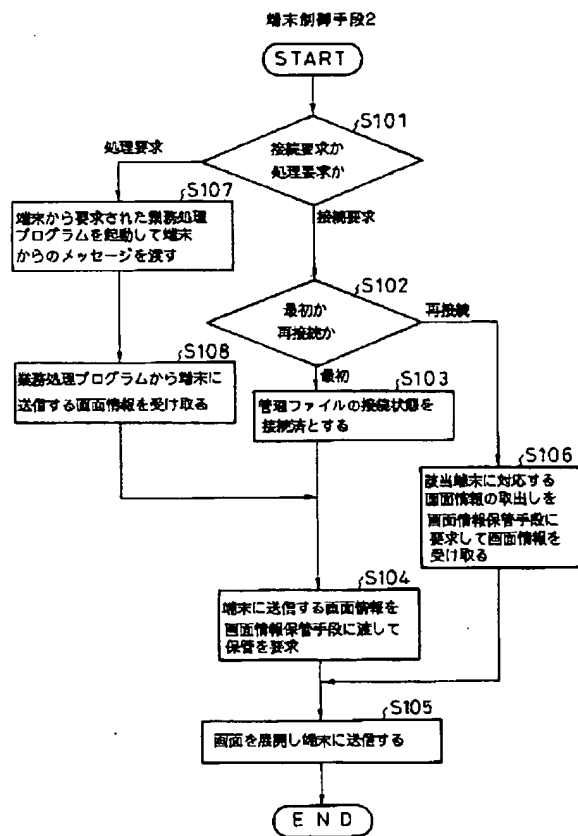 端末制御手段2
START
S101
接続要求か
処理要求か
処理要求
接続要求
S107
端末から要求された業務処理
プログラムを起動して端末
からのメッセージを渡す
S102
最初か
再接続か
再接続
最初
S108
業務処理プログラムから端末に
送信する画面情報を受け取る
S103
管理ファイルの接続状態を
接続済とする
S106
該当端末に対応する
画面情報の取出しを
画面情報保管手段に
要求して画面情報を
受け取る
S104
端末に送信する画面情報を
画面情報保管手段に渡して
保管を要求
S105
画面を展開し端末に送信する
END